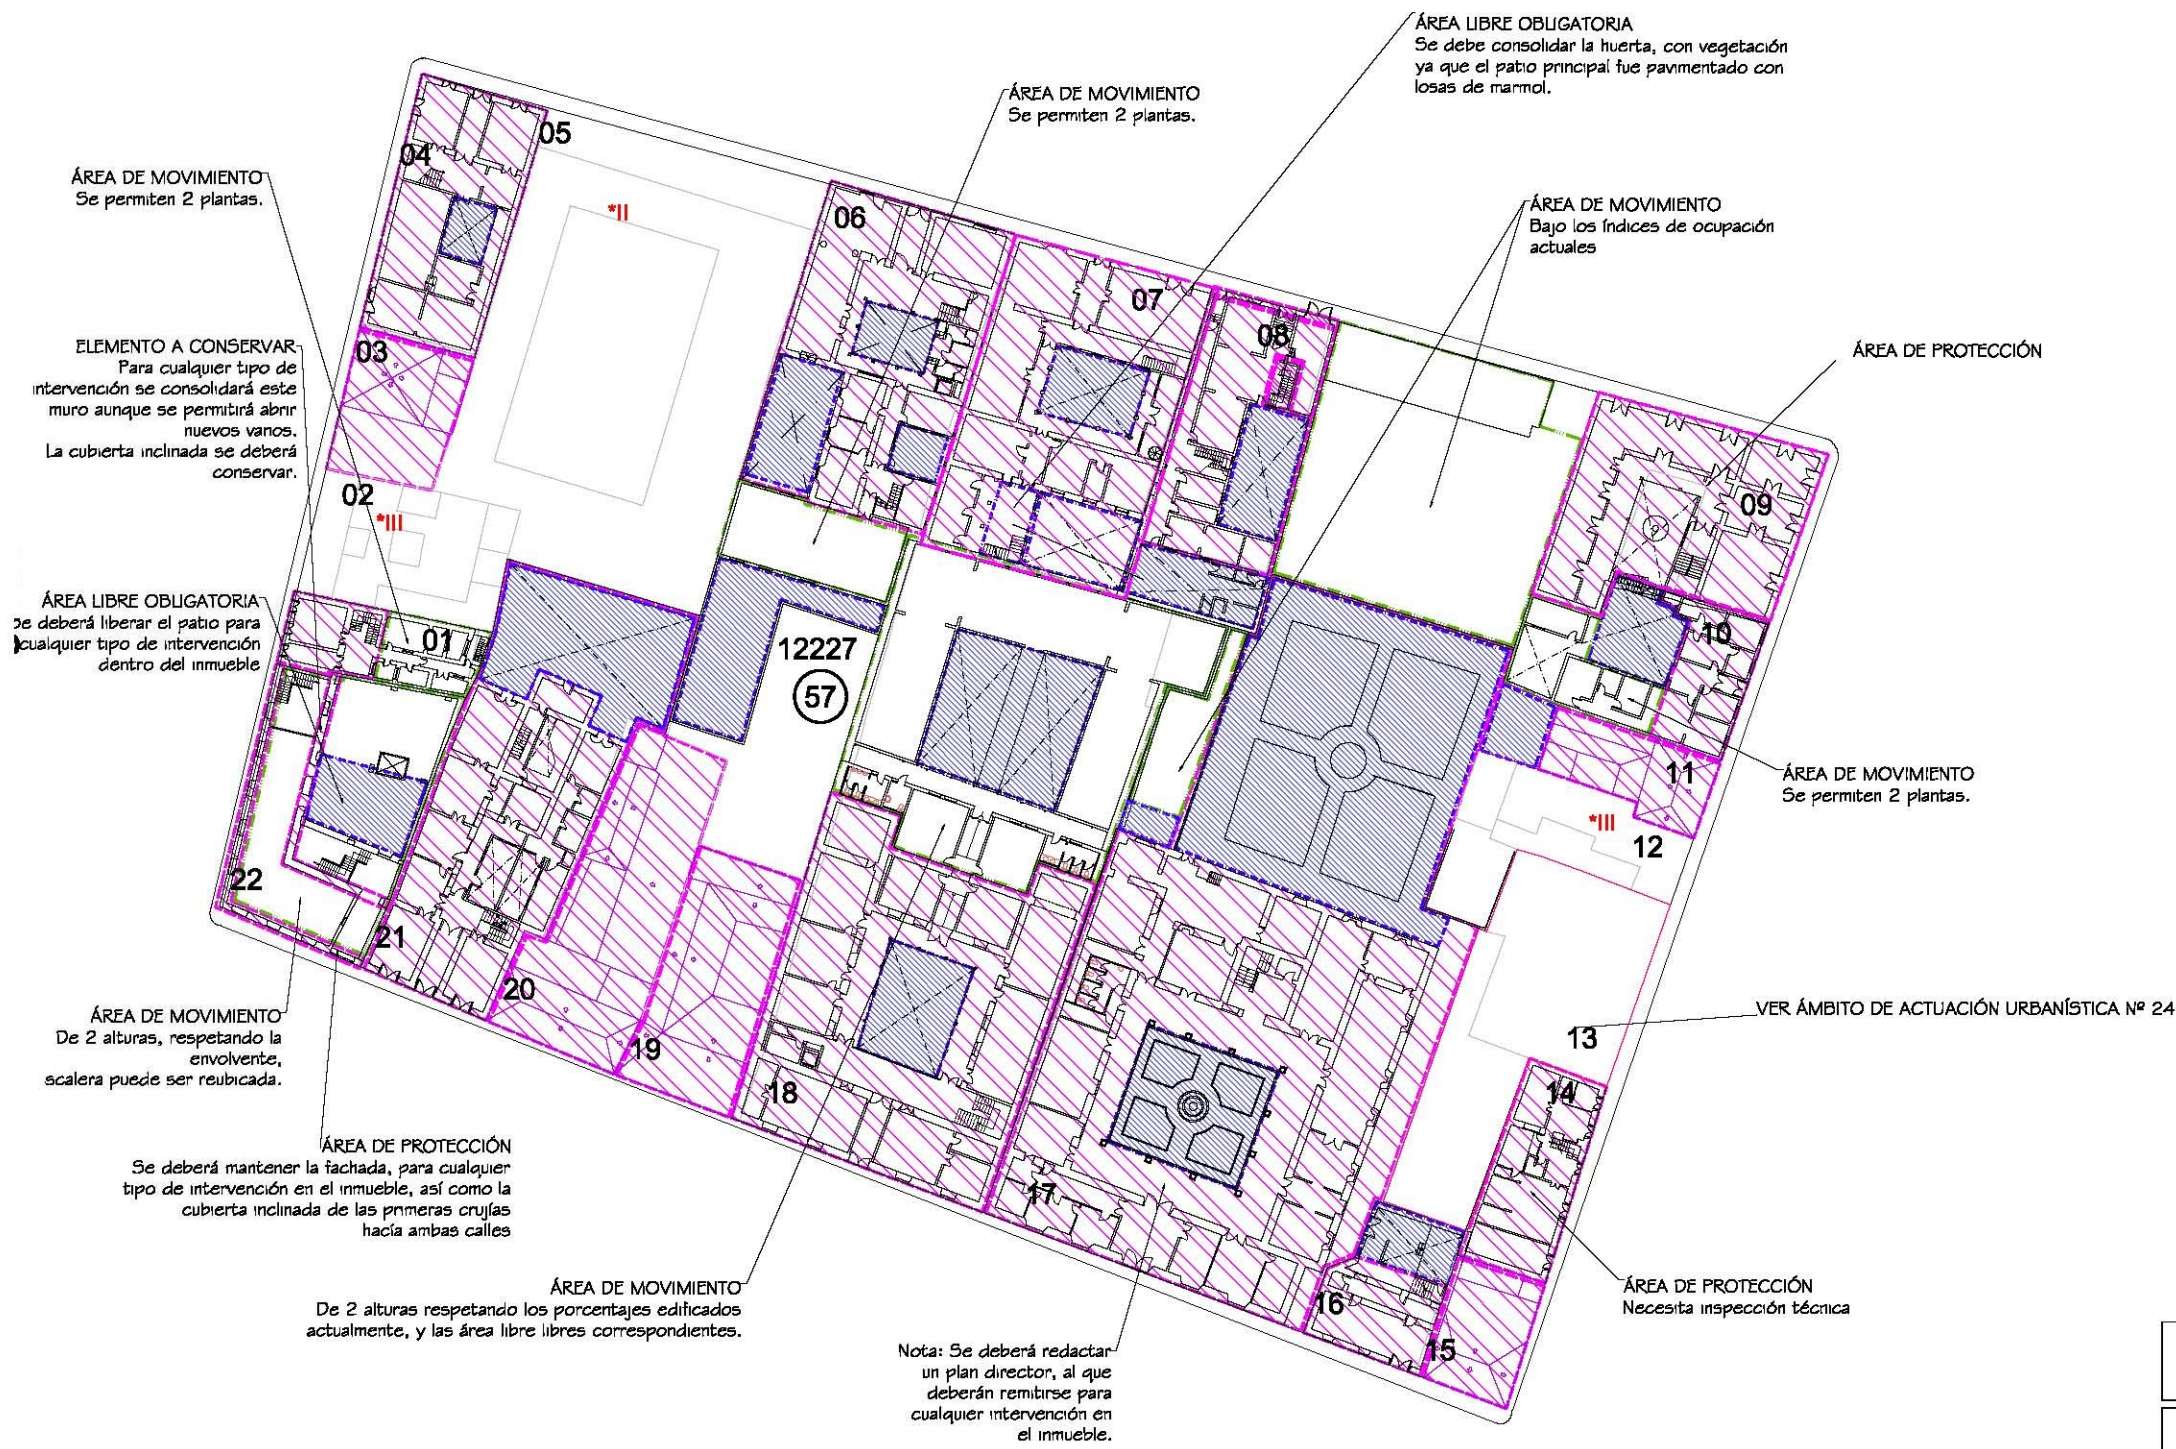 ÁREA LIBRE OBLIGATORIA
Se debe consolidar la huerta, con vegetación
ya que el patio principal fue pavimentado con
losas de marmol.
ÁREA DE MOVIMIENTO
Se permiten 2 plantas.
ÁREA DE MOVIMIENTO
Se permiten 2 plantas.
ÁREA DE MOVIMIENTO
Bajo los índices de ocupación
actuales
ELEMENTO A CONSERVAR
Para cualquier tipo de
intervención se consolidará este
muro aunque se permitirá abrir
nuevos vanos.
La cubierta inclinada se deberá
conservar.
ÁREA DE PROTECCIÓN
ÁREA LIBRE OBLIGATORIA
se deberá liberar el patio para
cualquier tipo de intervención
dentro del inmueble
ÁREA DE MOVIMIENTO
Se permiten 2 plantas.
ÁREA DE MOVIMIENTO
De 2 alturas, respetando la
envolvente,
scalera puede ser reubicada.
VER ÁMBITO DE ACTUACIÓN URBANÍSTICA Nº 24
ÁREA DE PROTECCIÓN
Se deberá mantener la fachada, para cualquier
tipo de intervención en el inmueble, así como la
cubierta inclinada de las primeras crujías
hacía ambas calles
ÁREA DE MOVIMIENTO
De 2 alturas respetando los porcentajes edificados
actualmente, y las área libre libres correspondientes.
ÁREA DE PROTECCIÓN
Necesita inspección técnica
Nota: Se deberá redactar
un plan director, al que
deberán remitirse para
cualquier intervención en
el inmueble.
01
02
03
04
05
06
07
08
09
10
11
12
13
14
15
16
17
18
19
20
21
22
*II
*III
*III
12227
57